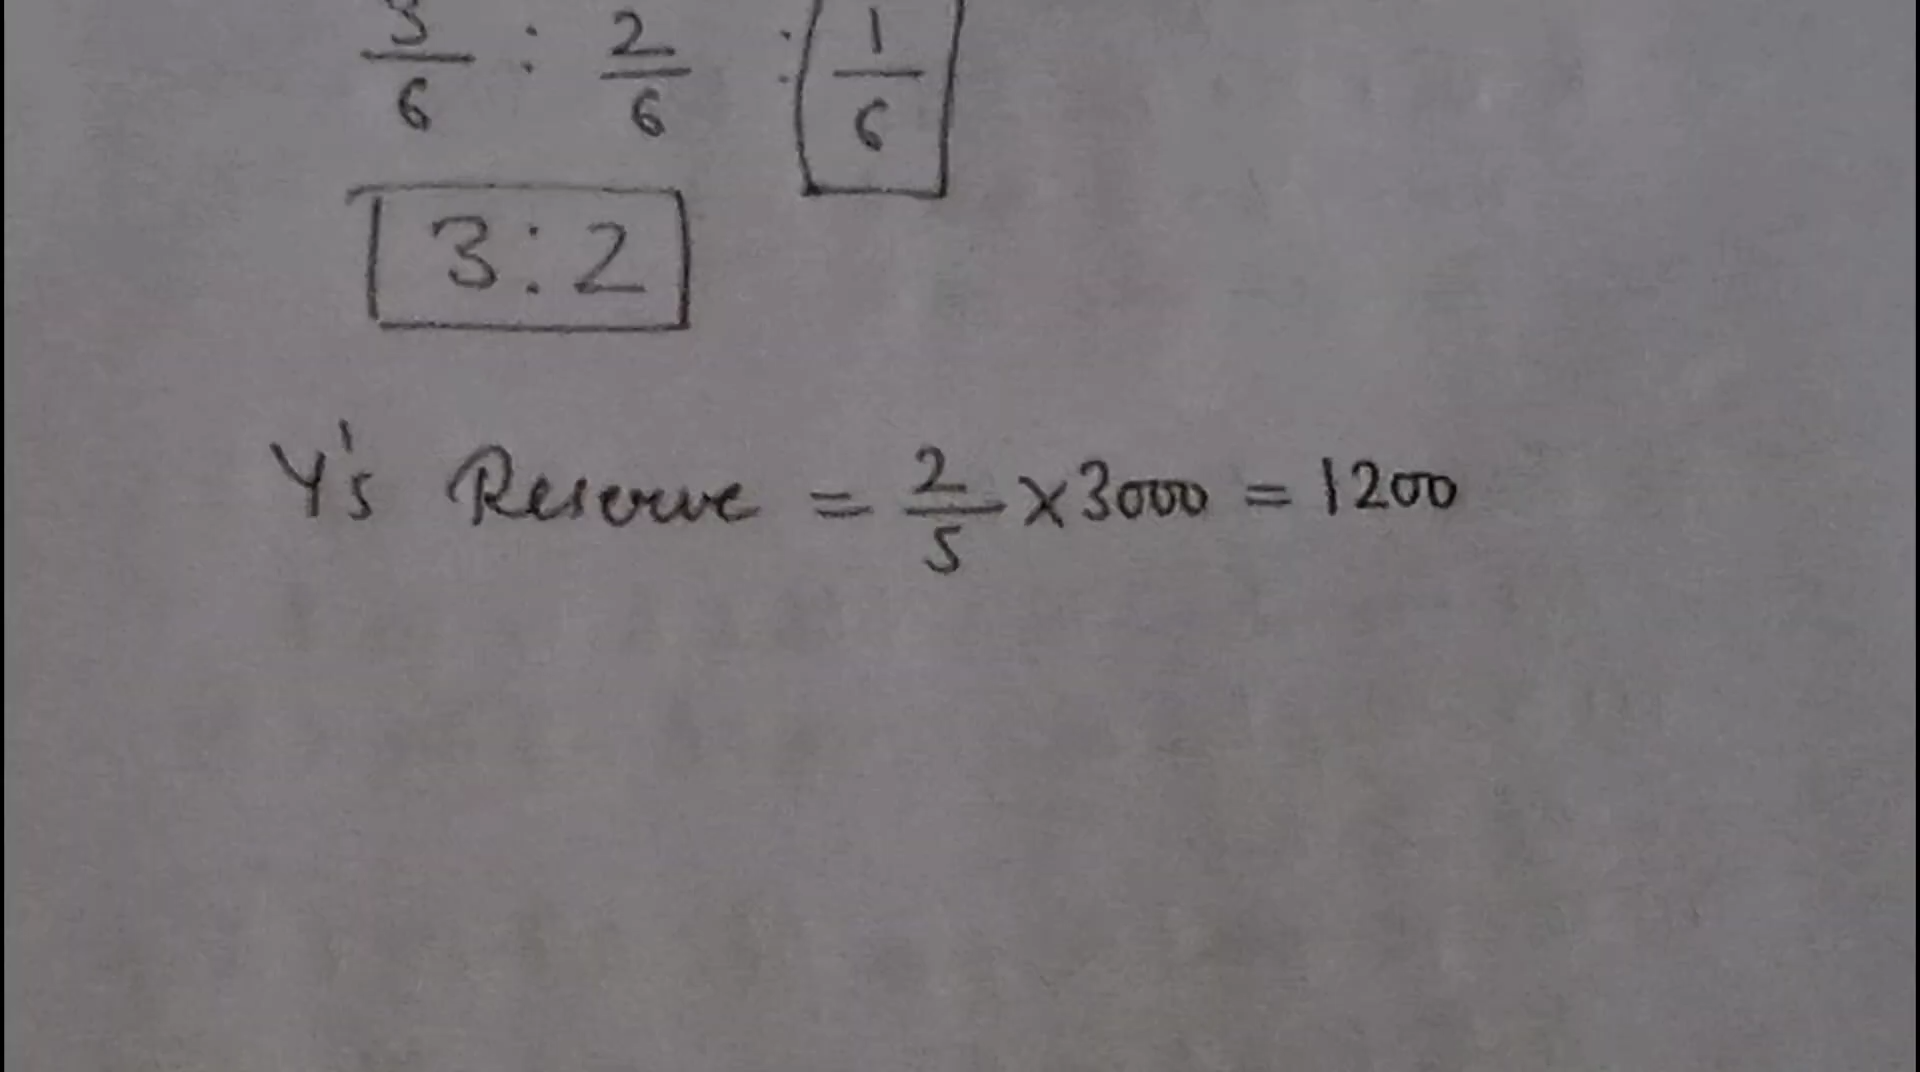 3/6 : 2/6 : 1/6
3:2
Y's Reserve = 2/5 × 3000 = 1200